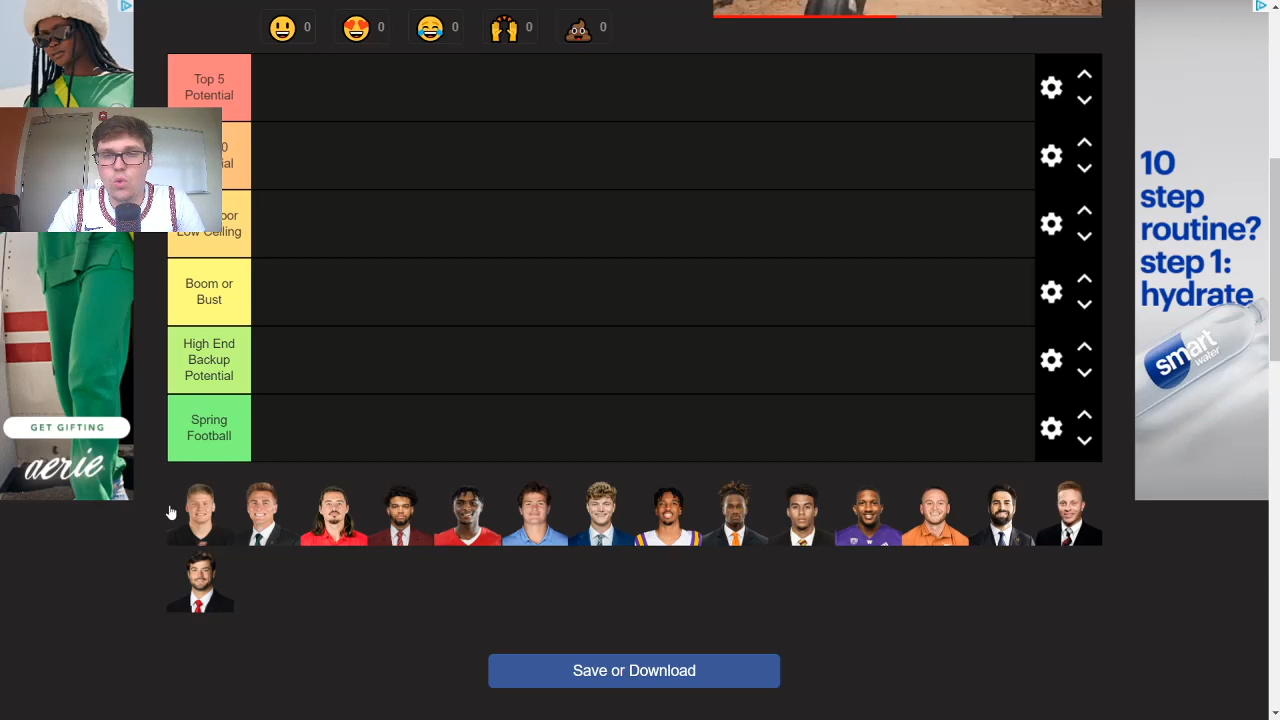 0
0
0
0
0
Top 5
Potential
0
ial
oor
Low Ceiling
Boom or
Bust
High End
Backup
Potential
Spring
Football
GET GIFTING
aerie
10
step
routine?
step 1:
hydrate
smart
water
Save or Download